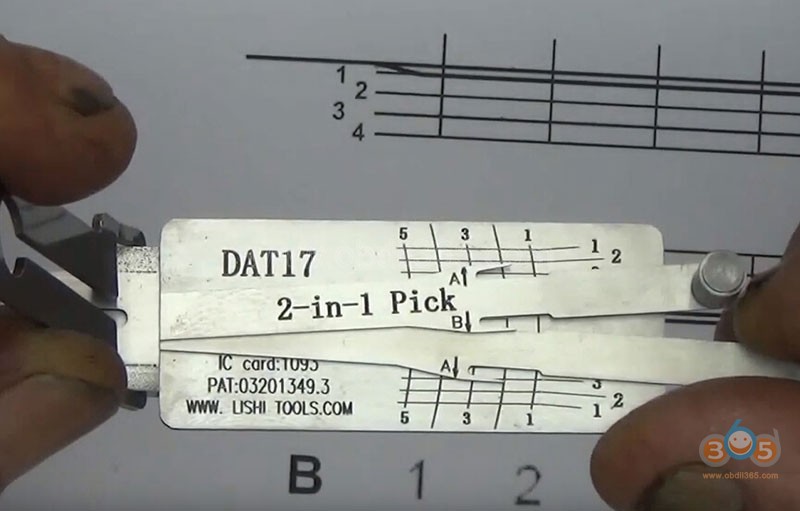 1
2
3
4
5 3 1
1
2
DAT17
A
2-in-1 Pick
B
A
IC card:1093
PAT:03201349.3
WWW. LISHI TOOLS.COM
3
2
1
5 3 1
B 1 2
365
www.obdii365.com